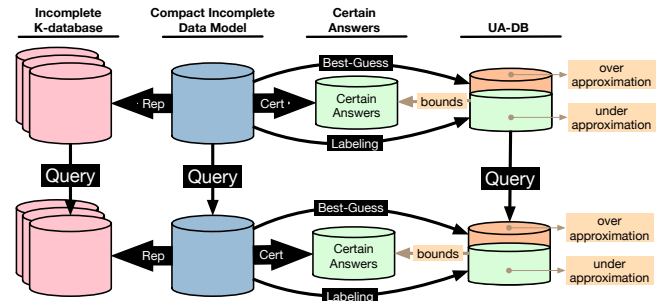 Incomplete
K-database
Compact Incomplete
Data Model
Certain
Answers
UA-DB
Best-Guess
over
approximation
Rep
Cert
Certain
Answers
bounds
under
approximation
Labeling
Query
Query
Query
Best-Guess
over
approximation
Rep
Cert
Certain
Answers
bounds
under
approximation
Labeling